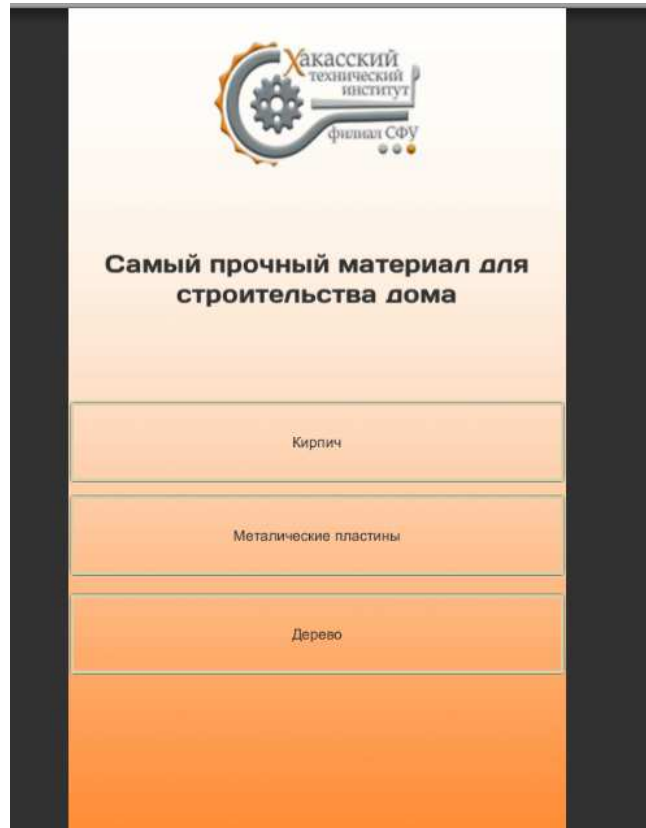 Хакасский
технический
институт
филиал СФУ
Самый прочный материал для
строительства дома
Кирпич
Металические пластины
Дерево